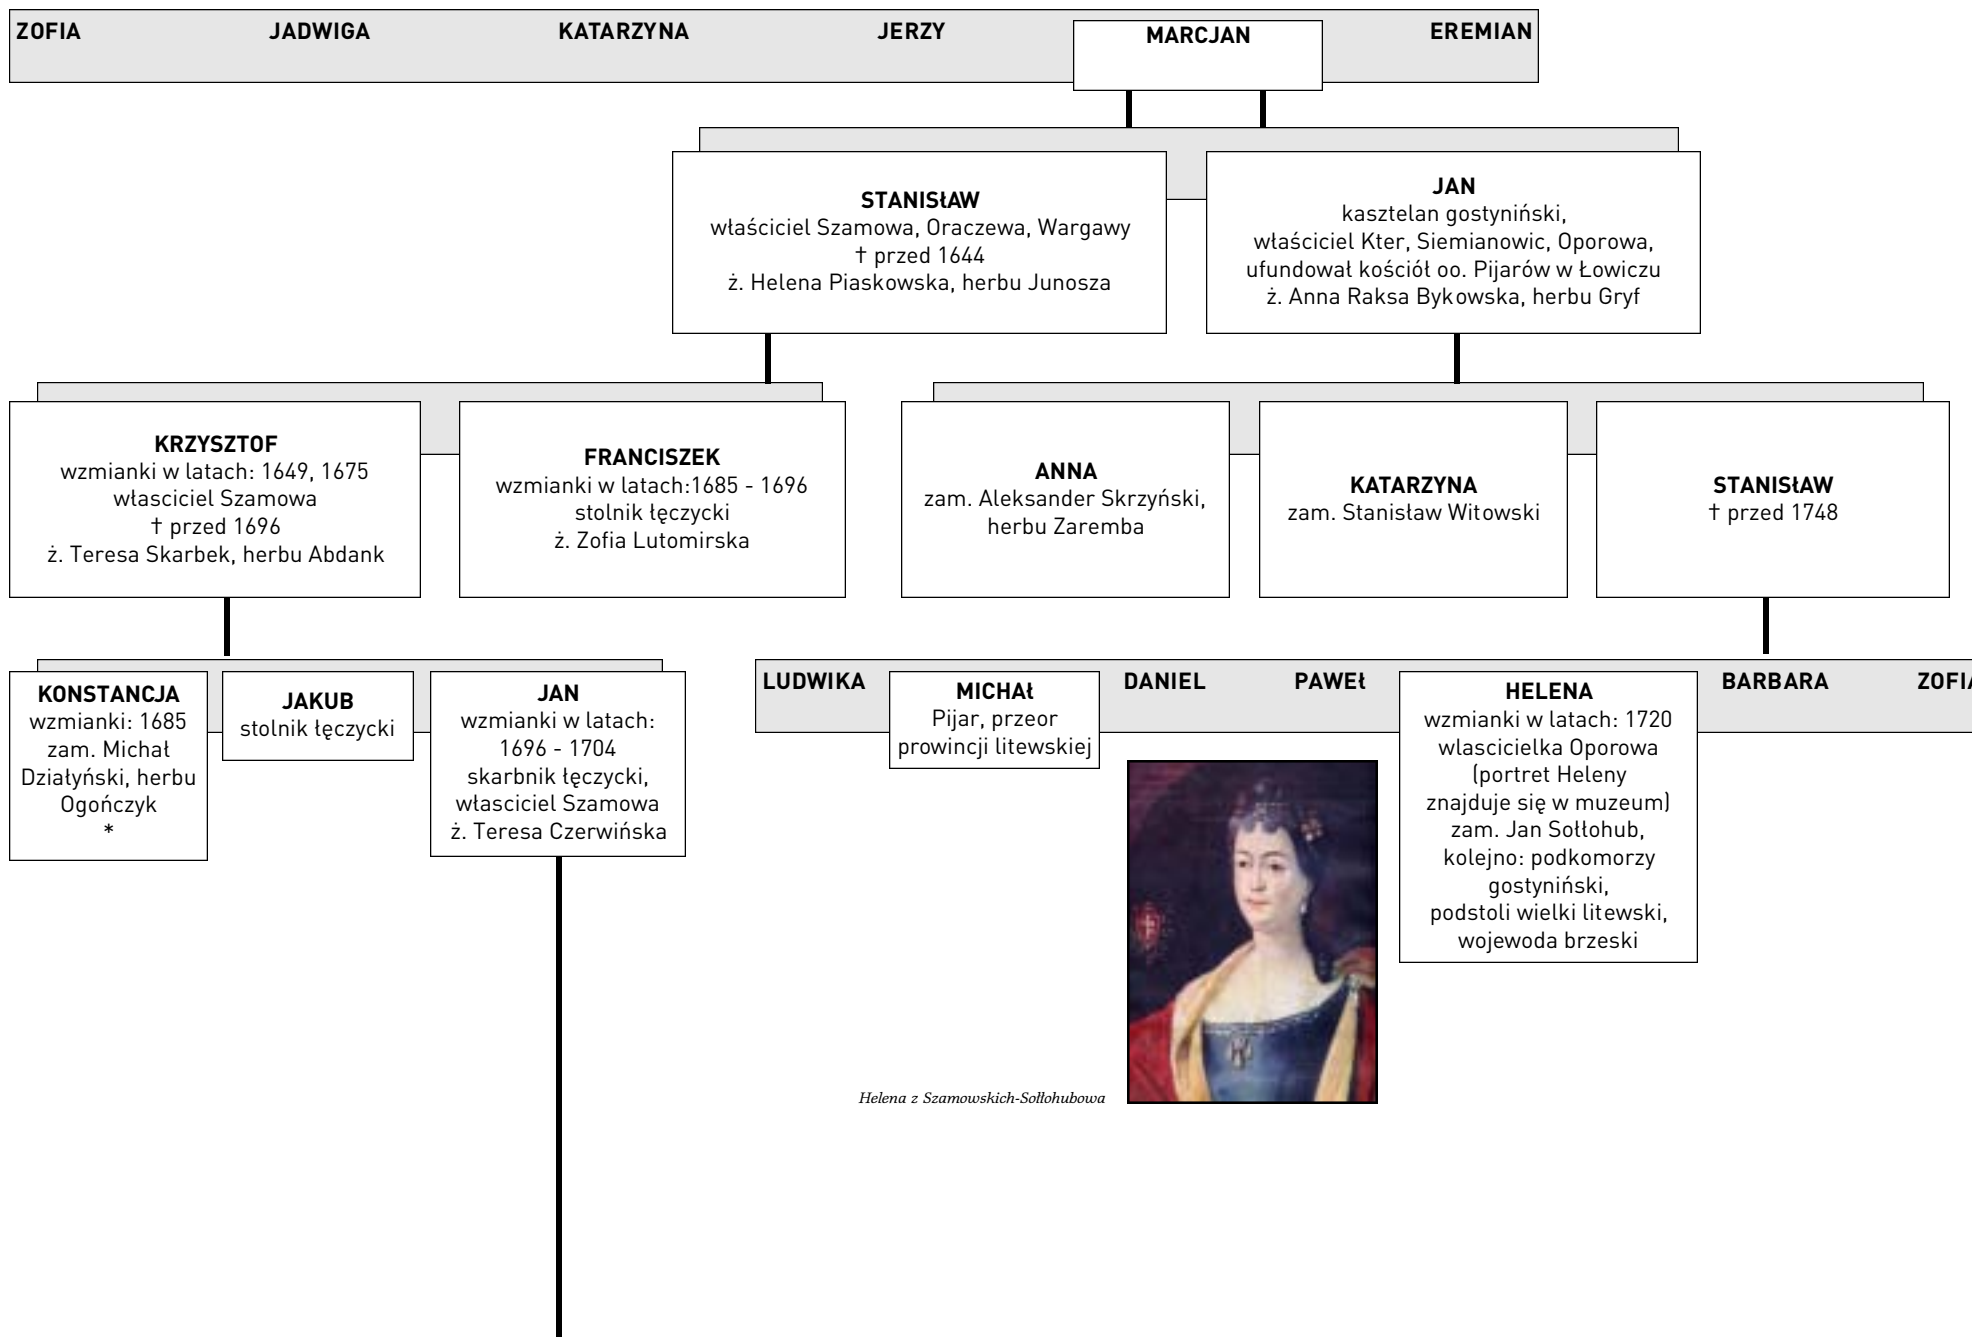 ZOFIA JADWIGA KATARZYNA JERZY MARCJAN EREMIAN
STANISŁAW
właściciel Szamowa, Oraczewa, Wargawy
† przed 1644
ż. Helena Piaskowska, herbu Junosza
JAN
kasztelan gostyniński,
właściciel Kter, Siemianowic, Oporowa,
ufundował kościół oo. Pijarów w Łowiczu
ż. Anna Raksa Bykowska, herbu Gryf
KRZYSZTOF
wzmianki w latach: 1649, 1675
własciciel Szamowa
† przed 1696
ż. Teresa Skarbek, herbu Abdank
FRANCISZEK
wzmianki w latach:1685 - 1696
stolnik łęczycki
ż. Zofia Lutomirska
ANNA
zam. Aleksander Skrzyński,
herbu Zaremba
KATARZYNA
zam. Stanisław Witowski
STANISŁAW
† przed 1748
KONSTANCJA
wzmianki: 1685
zam. Michał
Działyński, herbu
Ogończyk
*
JAKUB
stolnik łęczycki
JAN
wzmianki w latach:
1696 - 1704
skarbnik łęczycki,
własciciel Szamowa
ż. Teresa Czerwińska
LUDWIKA
MICHAŁ
Pijar, przeor
prowincji litewskiej
DANIEL
PAWEŁ
HELENA
wzmianki w latach: 1720
wlascicielka Oporowa
(portret Heleny
znajduje się w muzeum)
zam. Jan Sołłohub,
kolejno: podkomorzy
gostyniński,
podstoli wielki litewski,
wojewoda brzeski
BARBARA
ZOFIA
Helena z Szamowskich-Sołłohubowa